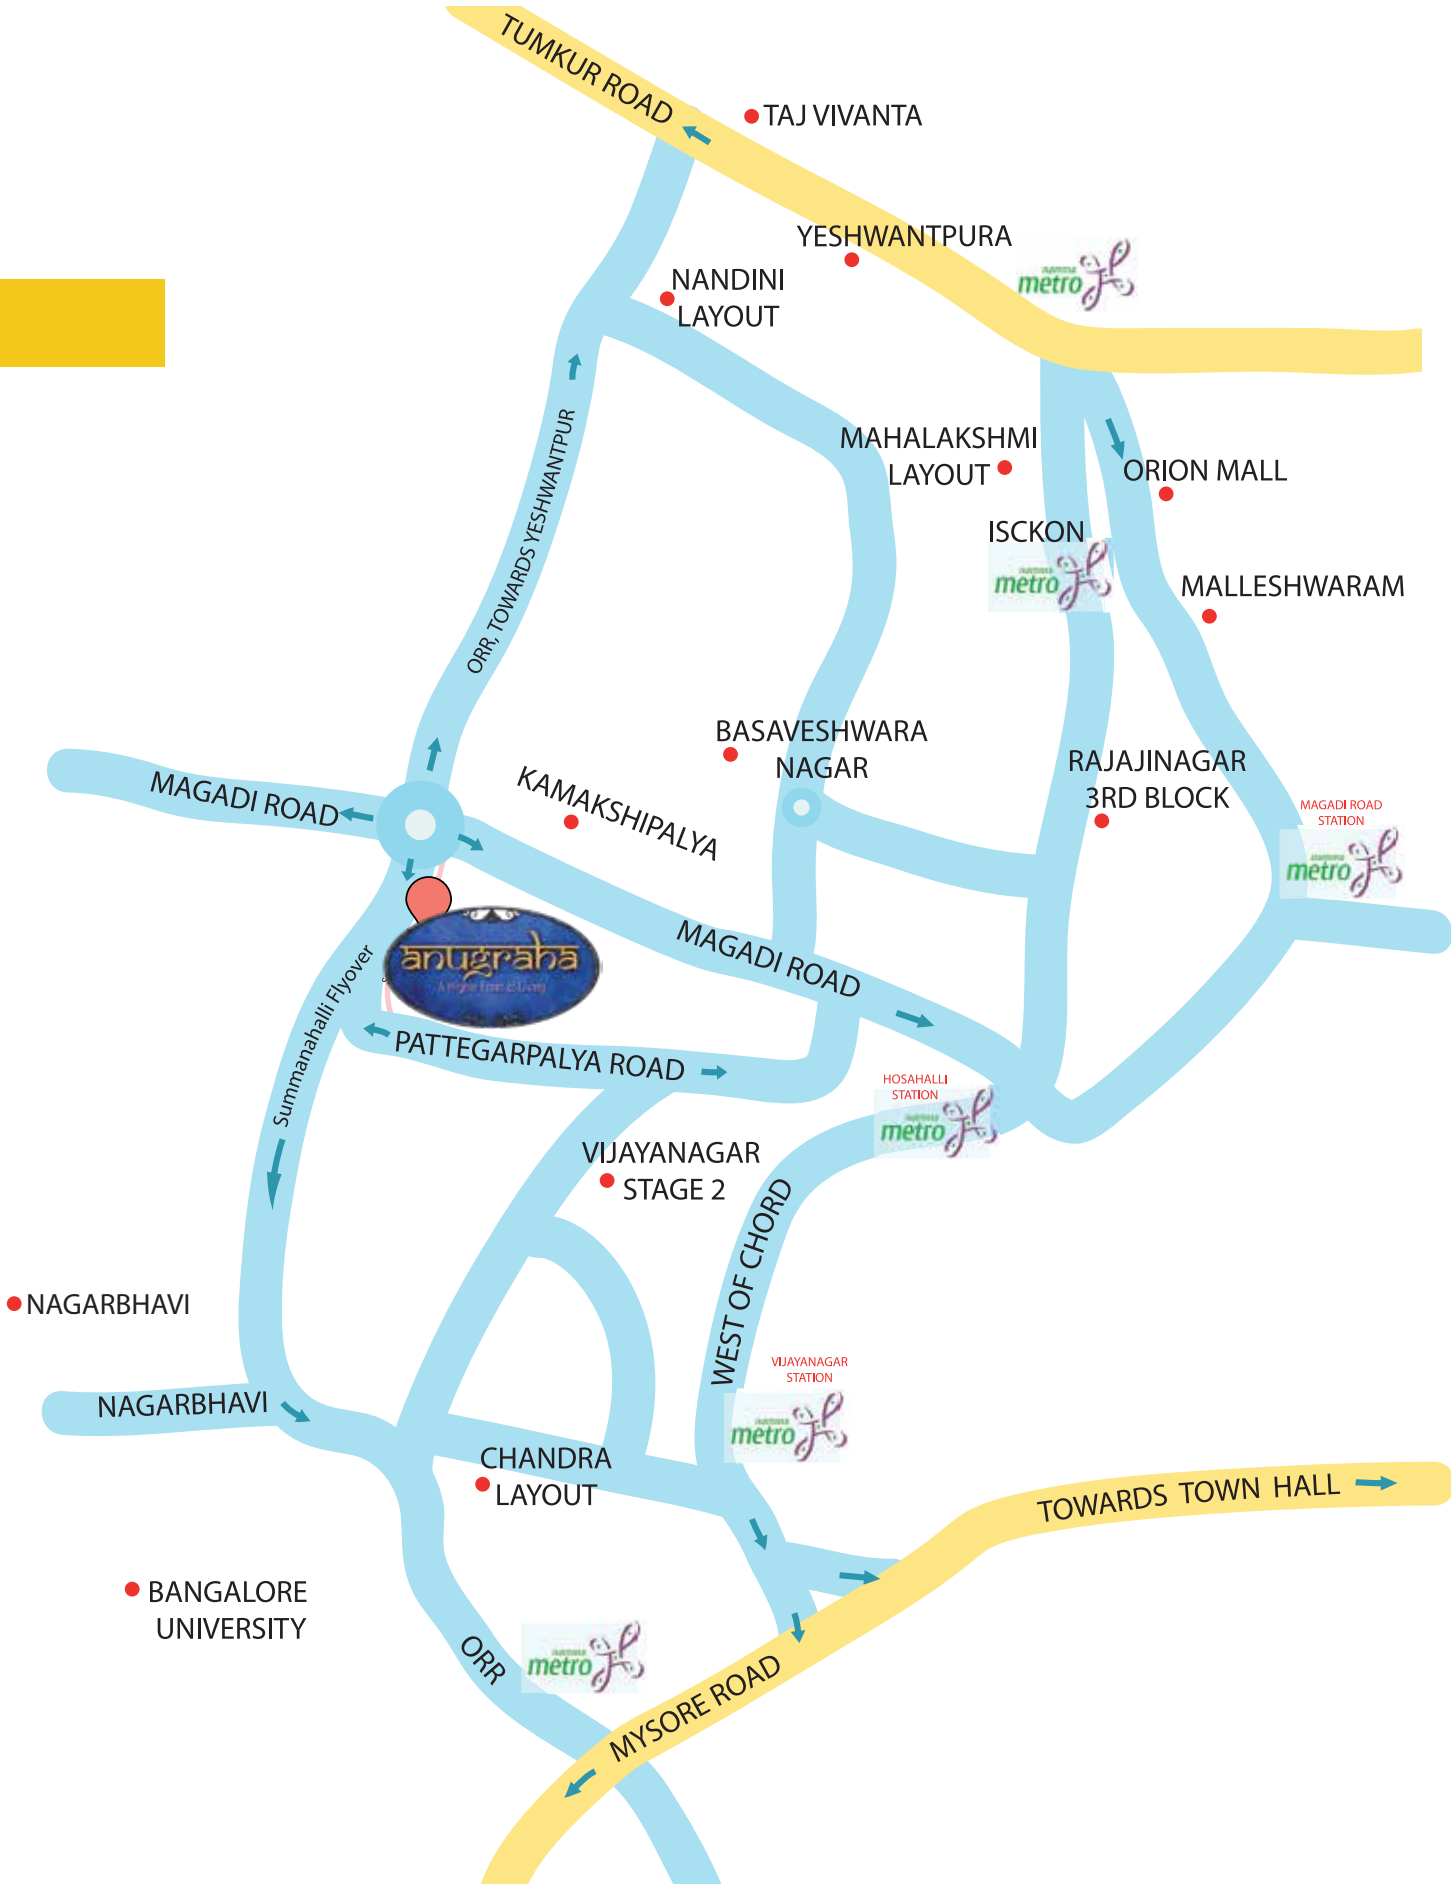 TUMKUR ROAD
TAJ VIVANTA
YESHWANTPURA
metro
NANDINI
LAYOUT
ORR, TOWARDS YESHWANTPUR
MAHALAKSHMI
LAYOUT
ORION MALL
ISCKON
metro
MALLESHWARAM
BASAVESHWARA
NAGAR
RAJAJINAGAR
3RD BLOCK
MAGADI ROAD
KAMAKSHIPALYA
MAGADI ROAD
STATION
metro
anugraha
MAGADI ROAD
Summanahalli Flyover
PATTEGARPALYA ROAD
HOSAHALLI
STATION
metro
VIJAYANAGAR
STAGE 2
WEST OF CHORD
NAGARBHAVI
VIJAYANAGAR
STATION
metro
NAGARBHAVI
CHANDRA
LAYOUT
TOWARDS TOWN HALL
BANGALORE
UNIVERSITY
ORR
metro
MYSORE ROAD